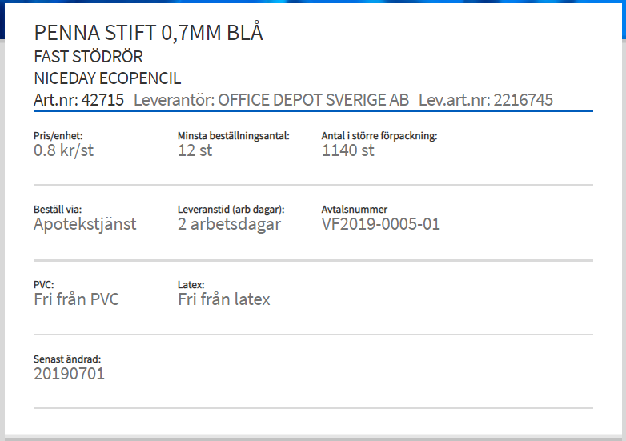 PENNA STIFT 0,7MM BLÅ
FAST STÖDRÖR
NICEDAY ECOPENCIL
Art.nr: 42715 Leverantör: OFFICE DEPOT SVERIGE AB Lev.art.nr: 2216745
Pris/enhet: Minsta beställningsantal: Antal i större förpackning:
0.8 kr/st 12 st 1140 st
Beställ via: Leveranstid (arb dagar): Avtalsnummer
Apotekstjänst 2 arbetsdagar VF2019-0005-01
PVC: Latex:
Fri från PVC Fri från latex
Senast ändrad:
20190701